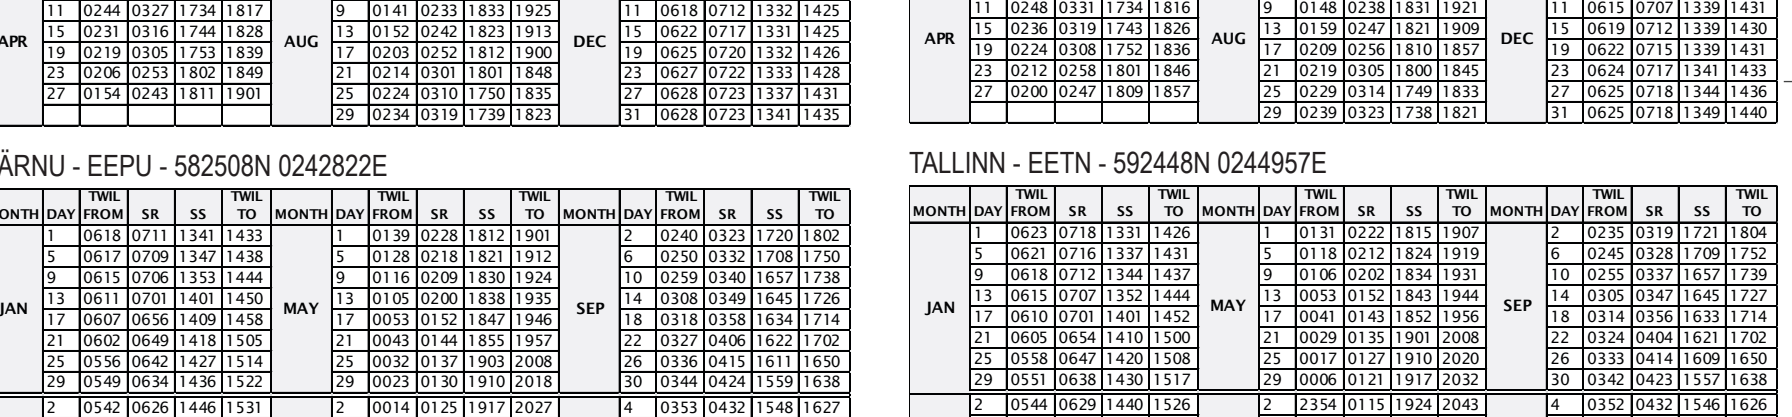 11 0244 0327 1734 1817 9 0141 0233 1833 1925 11 0618 0712 1332 1425
15 0231 0316 1744 1828 13 0152 0242 1823 1913 15 0622 0717 1331 1425
APR AUG DEC
19 0219 0305 1753 1839 17 0203 0252 1812 1900 19 0625 0720 1332 1426
23 0206 0253 1802 1849 21 0214 0301 1801 1848 23 0627 0722 1333 1428
27 0154 0243 1811 1901 25 0224 0310 1750 1835 27 0628 0723 1337 1431
29 0234 0319 1739 1823 31 0628 0723 1341 1435
11 0248 0331 1734 1816 9 0148 0238 1831 1921 11 0615 0707 1339 1431
15 0236 0319 1743 1826 13 0159 0247 1821 1909 15 0619 0712 1339 1430
APR AUG DEC
19 0224 0308 1752 1836 17 0209 0256 1810 1857 19 0622 0715 1339 1431
23 0212 0258 1801 1846 21 0219 0305 1800 1845 23 0624 0717 1341 1433
27 0200 0247 1809 1857 25 0229 0314 1749 1833 27 0625 0718 1344 1436
29 0239 0323 1738 1821 31 0625 0718 1349 1440
ÄRNU - EEPU - 582508N 0242822E
TWIL TWIL TWIL TWIL TWIL TWIL
ONTH DAY FROM SR SS TO MONTH DAY FROM SR SS TO MONTH DAY FROM SR SS TO
1 0618 0711 1341 1433 1 0139 0228 1812 1901 2 0240 0323 1720 1802
5 0617 0709 1347 1438 5 0128 0218 1821 1912 6 0250 0332 1708 1750
9 0615 0706 1353 1444 9 0116 0209 1830 1924 10 0259 0340 1657 1738
13 0611 0701 1401 1450 13 0105 0200 1838 1935 14 0308 0349 1645 1726
JAN MAY SEP
17 0607 0656 1409 1458 17 0053 0152 1847 1946 18 0318 0358 1634 1714
21 0602 0649 1418 1505 21 0043 0144 1855 1957 22 0327 0406 1622 1702
25 0556 0642 1427 1514 25 0032 0137 1903 2008 26 0336 0415 1611 1650
29 0549 0634 1436 1522 29 0023 0130 1910 2018 30 0344 0424 1559 1638
2 0542 0626 1446 1531 2 0014 0125 1917 2027 4 0353 0432 1548 1627
TALLINN - EETN - 592448N 0244957E
TWIL TWIL TWIL TWIL TWIL TWIL
MONTH DAY FROM SR SS TO MONTH DAY FROM SR SS TO MONTH DAY FROM SR SS TO
1 0623 0718 1331 1426 1 0131 0222 1815 1907 2 0235 0319 1721 1804
5 0621 0716 1337 1431 5 0118 0212 1824 1919 6 0245 0328 1709 1752
9 0618 0712 1344 1437 9 0106 0202 1834 1931 10 0255 0337 1657 1739
13 0615 0707 1352 1444 13 0053 0152 1843 1944 14 0305 0347 1645 1727
JAN MAY SEP
17 0610 0701 1401 1452 17 0041 0143 1852 1956 18 0314 0356 1633 1714
21 0605 0654 1410 1500 21 0029 0135 1901 2008 22 0324 0404 1621 1702
25 0558 0647 1420 1508 25 0017 0127 1910 2020 26 0333 0414 1609 1650
29 0551 0638 1430 1517 29 0006 0121 1917 2032 30 0342 0423 1557 1638
2 0544 0629 1440 1526 2 2354 0115 1924 2043 4 0352 0432 1546 1626